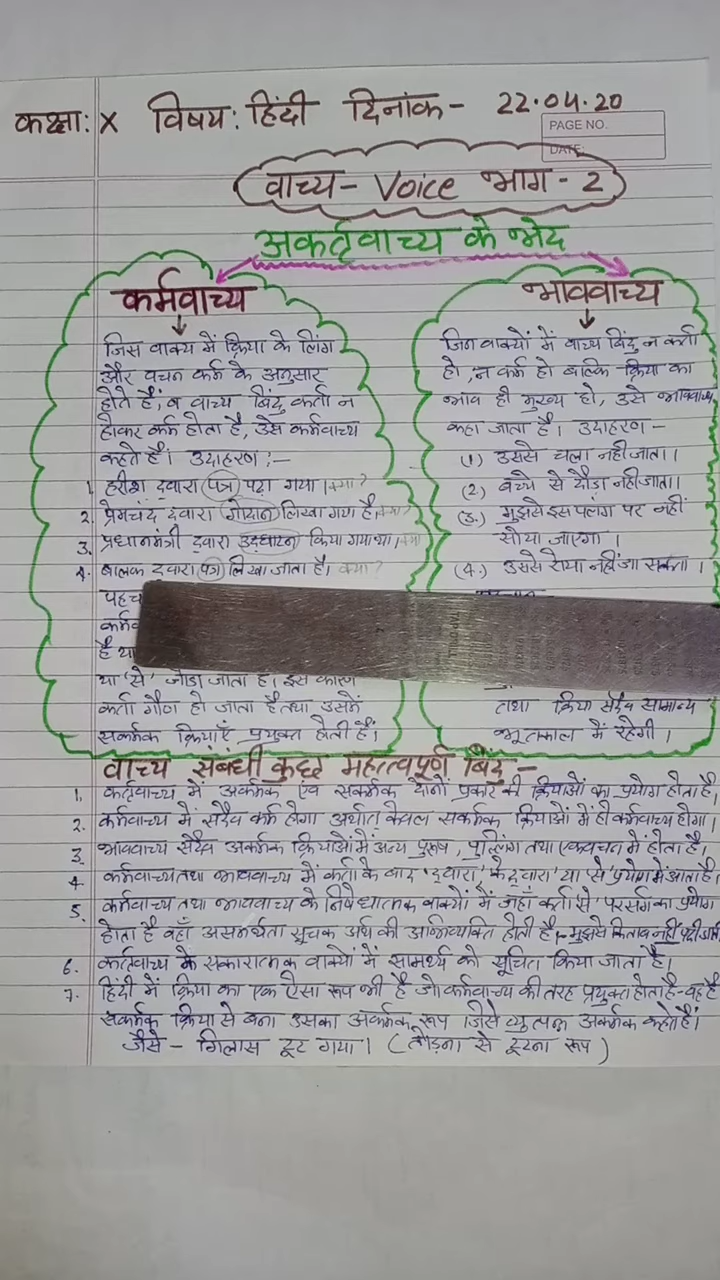 कक्षा: X विषय: हिंदी दिनांक- 22.04.20
PAGE NO.
DATE:
वाच्य- Voice भाग-2
अकर्तृवाच्य के भेद
कर्मवाच्य
जिस वाक्य में क्रिया के लिंग
और वचन कर्म के अनुसार
होते हैं, व वाच्य बिंदु कर्ता न
होकर कर्म होता है, उसे कर्मवाच्य
कहते हैं। उदाहरण :-
1. हरीश द्वारा पत्र पढ़ा गया। क्या?
2. प्रेमचंद द्वारा गोदान लिखा गया है। क्या?
3. प्रधानमंत्री द्वारा उद्घाटन किया गया था। क्या
4. बालक द्वारा पत्र लिखा जाता है। क्या?
पहच
कर्मव
है या
या 'से' जोड़ा जाता है। इस कारण
कर्ता गौण हो जाता है तथा उसमें
सकर्मक क्रियाएँ प्रयुक्त होती हैं।
भाववाच्य
जिन वाक्यों में वाच्य बिंदु न कर्ता
हो, न कर्म हो बल्कि क्रिया का
भाव ही मुख्य हो, उसे भाववाच्य
कहा जाता है। उदाहरण -
(1) उससे चला नहीं जाता।
(2) बच्चे से दौड़ा नहीं जाता।
(3.) मुझसे इस पलंग पर नहीं
सोया जाएगा।
(4.) उससे रोया नहीं जा सकता।
तथा क्रिया सदैव सामान्य
भूतकाल में रहेगी।
वाच्य संबंधी कुछ महत्वपूर्ण बिंदु -
1. कर्तृवाच्य में अकर्मक एवं सकर्मक दोनों प्रकार की क्रियाओं का प्रयोग होता है।
2. कर्मवाच्य में सदैव कर्म होगा अर्थात केवल सकर्मक क्रियाओं में ही कर्मवाच्य होगा।
3. भाववाच्य सदैव अकर्मक क्रियाओं में अन्य पुरुष, पुल्लिंग तथा एकवचन में होता है।
4. कर्मवाच्य तथा भाववाच्य में कर्ता के बाद 'द्वारा', 'के द्वारा' या 'से' प्रयोग में आता है।
5. कर्मवाच्य तथा भाववाच्य के निषेधात्मक वाक्यों में जहाँ कर्ता 'से' परसर्ग का प्रयोग
होता है वहाँ असमर्थता सूचक अर्थ की अभिव्यक्ति होती है।- मुझसे किताब नहीं पढ़ी जाती
6. कर्तृवाच्य के सकारात्मक वाक्यों में सामर्थ्य को सूचित किया जाता है।
7. हिंदी में क्रिया का एक ऐसा रूप भी है जो कर्मवाच्य की तरह प्रयुक्त होता है- वह है
सकर्मक क्रिया से बना उसका अकर्मक रूप जिसे व्युत्पन्न अकर्मक कहते हैं।
जैसे - गिलास टूट गया। (तोड़ना से टूटना रूप)